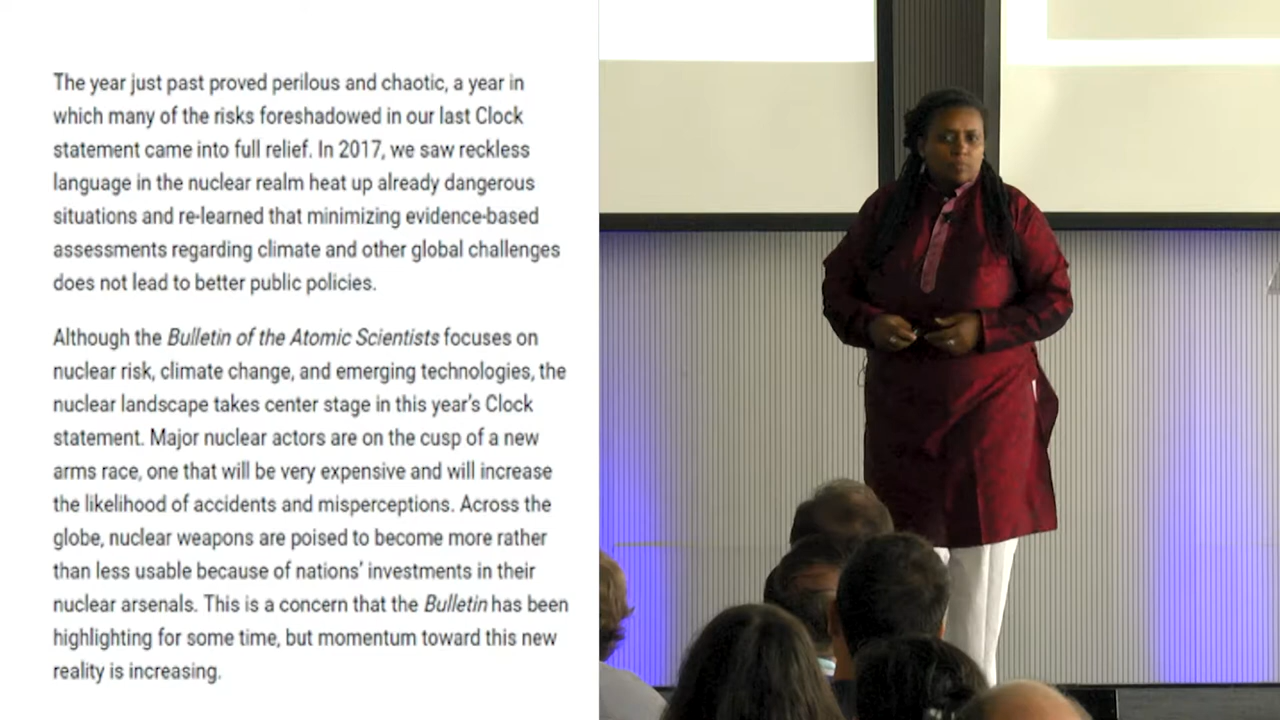 The year just past proved perilous and chaotic, a year in
which many of the risks foreshadowed in our last Clock
statement came into full relief. In 2017, we saw reckless
language in the nuclear realm heat up already dangerous
situations and re-learned that minimizing evidence-based
assessments regarding climate and other global challenges
does not lead to better public policies.
Although the Bulletin of the Atomic Scientists focuses on
nuclear risk, climate change, and emerging technologies, the
nuclear landscape takes center stage in this year's Clock
statement. Major nuclear actors are on the cusp of a new
arms race, one that will be very expensive and will increase
the likelihood of accidents and misperceptions. Across the
globe, nuclear weapons are poised to become more rather
than less usable because of nations' investments in their
nuclear arsenals. This is a concern that the Bulletin has been
highlighting for some time, but momentum toward this new
reality is increasing.